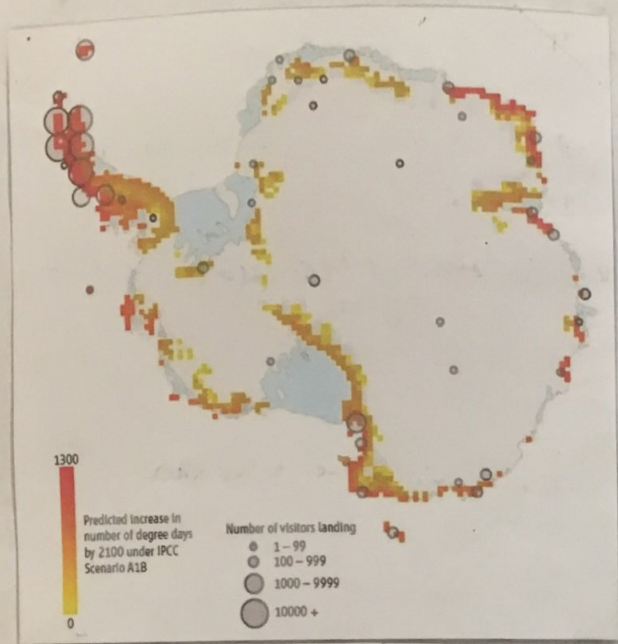 1300
Predicted increase in
number of degree days
by 2100 under IPCC
Scenario A1B
0
Number of visitors landing
1–99
100–999
1000–9999
10000 +